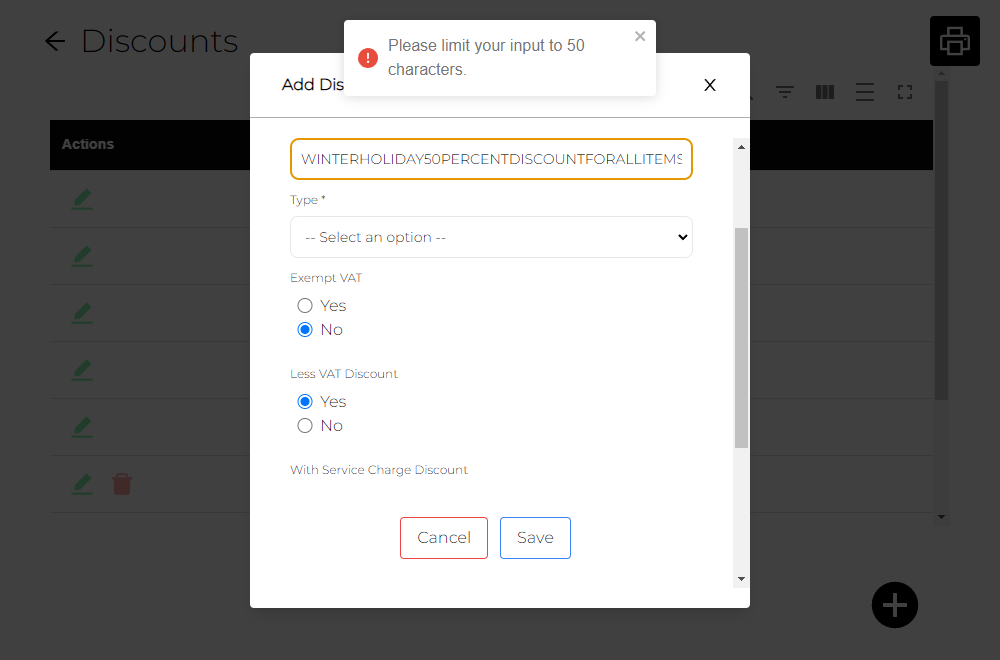 Discounts
Please limit your input to 50
characters.
Add Dis
X
Actions
WINTERHOLIDAY50PERCENTDISCOUNTFORALLITEMS
Type *
-- Select an option --
Exempt VAT
Yes
No
Less VAT Discount
Yes
No
With Service Charge Discount
Cancel
Save